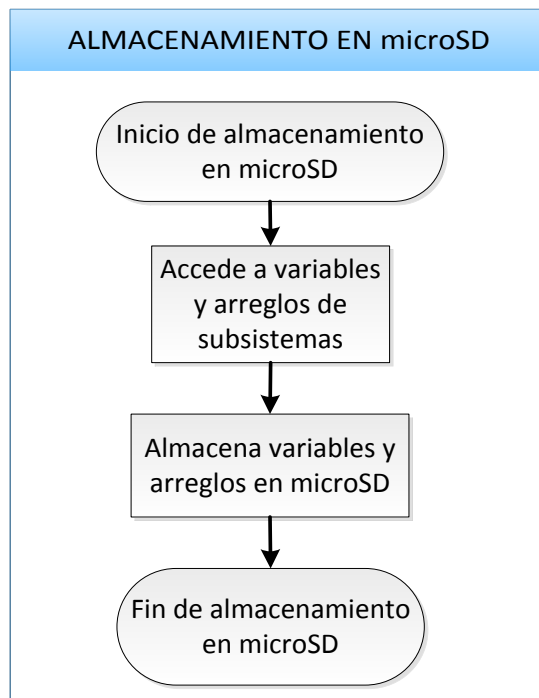 ALMACENAMIENTO EN microSD
Inicio de almacenamiento
en microSD
Accede a variables
y arreglos de
subsistemas
Almacena variables y
arreglos en microSD
Fin de almacenamiento
en microSD